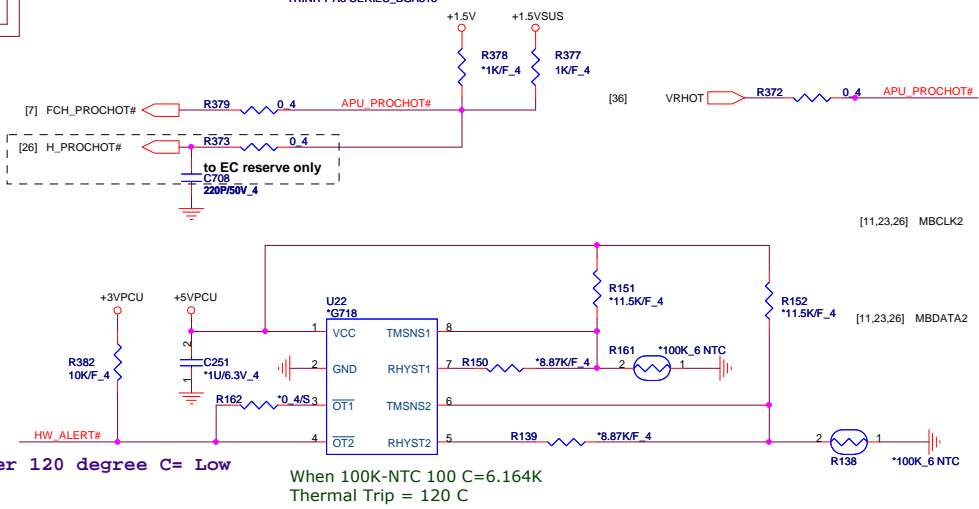 +1.5V +1.5VSUS
R378 R377
*1K/F_4 1K/F_4
[7] FCH_PROCHOT# R379 0_4 APU_PROCHOT#
[36] VRHOT R372 0_4 APU_PROCHOT#
[26] H_PROCHOT# R373 0_4
to EC reserve only
C708
220P/50V_4
[11,23,26] MBCLK2
+3VPCU +5VPCU
U22
*G718
R151
*11.5K/F_4
R152
*11.5K/F_4
[11,23,26] MBDATA2
1 VCC TMSNS1 8
R382
10K/F_4
2
C251
*1U/6.3V_4
1
2 GND RHYST1 7 R150 *8.87K/F_4 R161 *100K_6 NTC 2 1
R162 *0_4/S 3 OT1 TMSNS2 6
HW_ALERT# 4 OT2 RHYST2 5 R139 *8.87K/F_4 2 1
R138 *100K_6 NTC
er 120 degree C= Low
When 100K-NTC 100 C=6.164K
Thermal Trip = 120 C